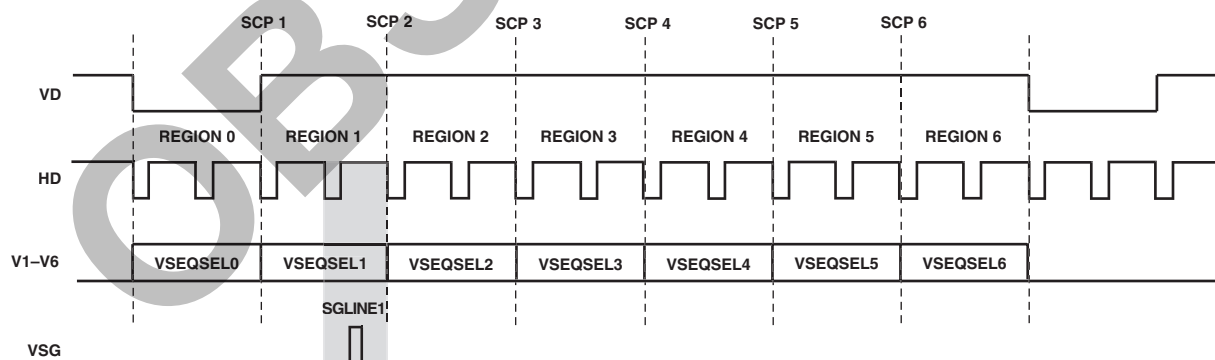 SCP 1 SCP 2 SCP 3 SCP 4 SCP 5 SCP 6
VD
REGION 0 REGION 1 REGION 2 REGION 3 REGION 4 REGION 5 REGION 6
HD
V1–V6 VSEQSEL0 VSEQSEL1 VSEQSEL2 VSEQSEL3 VSEQSEL4 VSEQSEL5 VSEQSEL6
SGLINE1
VSG
OBS